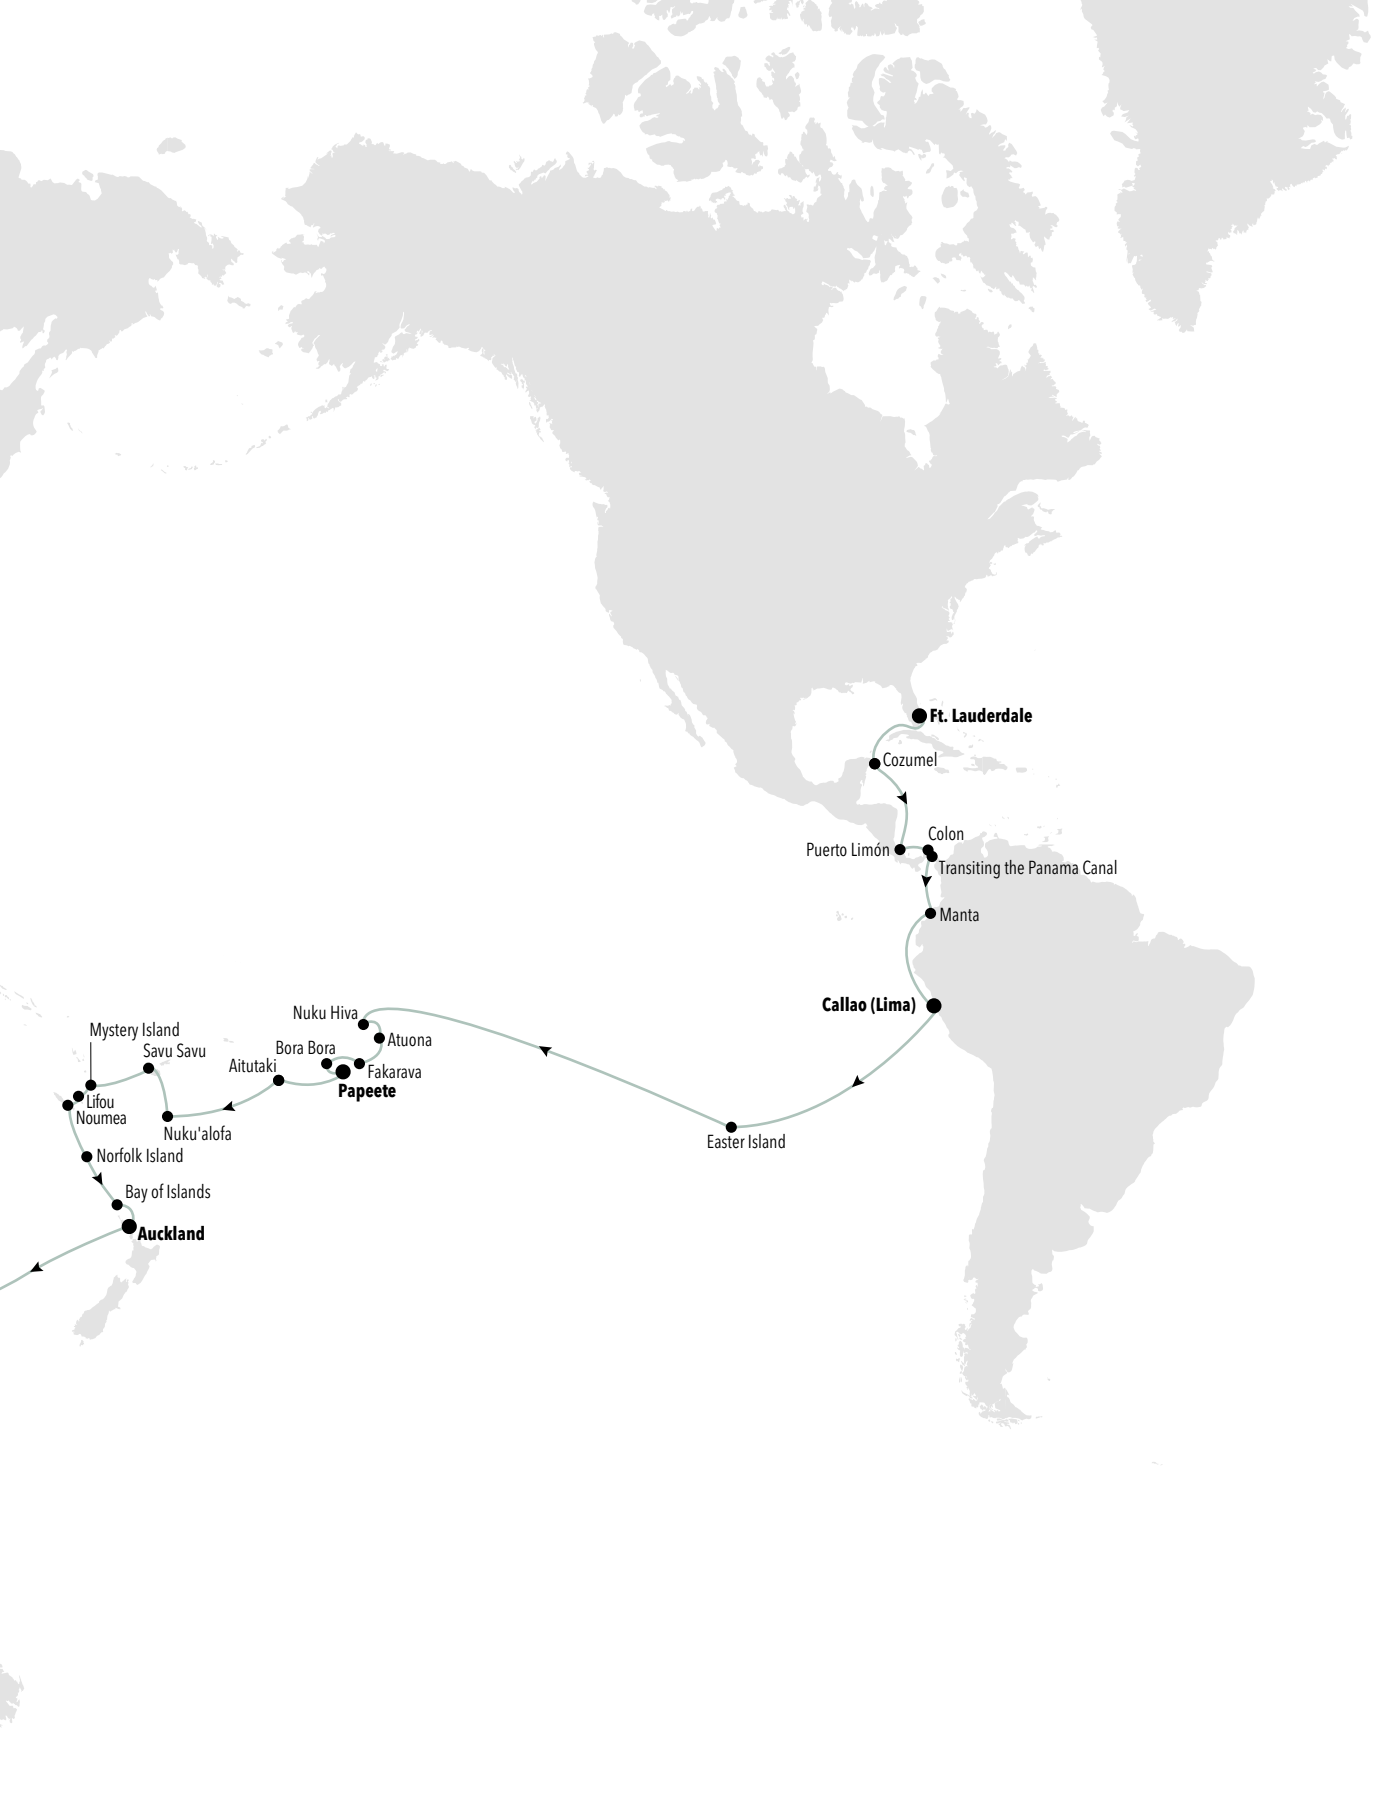 Ft. Lauderdale
Cozumel
Colon
Puerto Limón
Transiting the Panama Canal
Manta
Callao (Lima)
Nuku Hiva
Mystery Island
Atuona
Bora Bora
Savu Savu
Aitutaki
Fakarava
Papeete
Lifou
Noumea
Nuku'alofa
Easter Island
Norfolk Island
Bay of Islands
Auckland